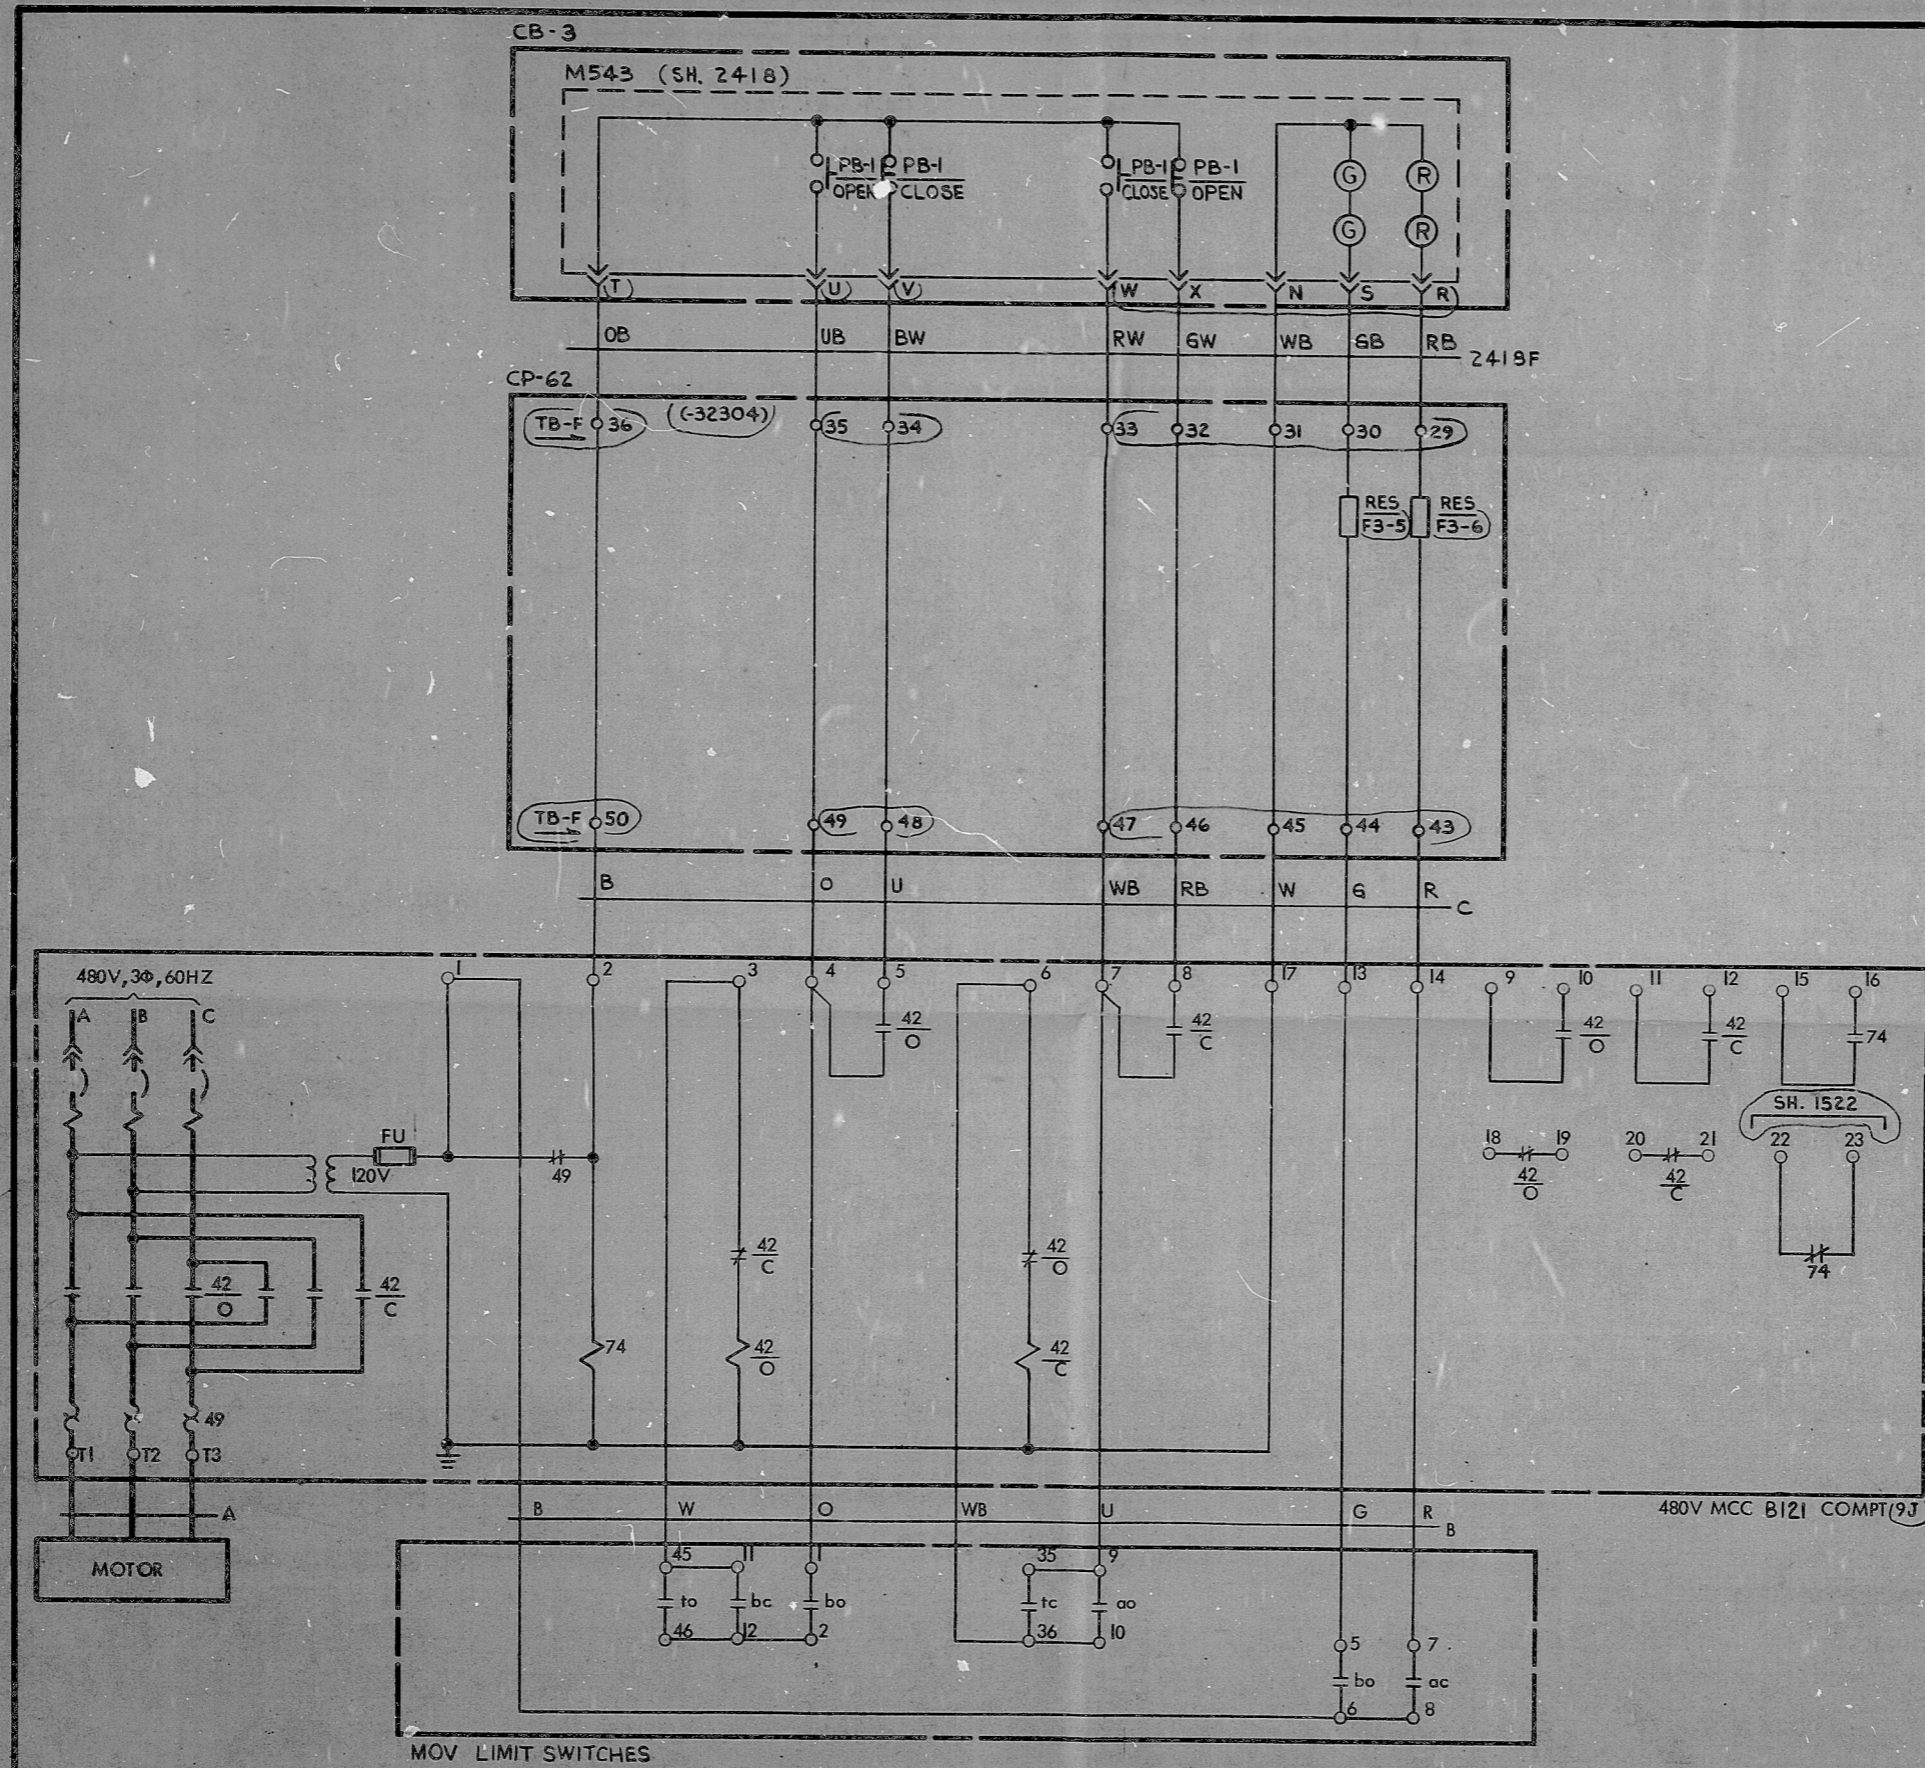 CB-3
M543 (SH. 2418)
PB-1 OPEN
PB-1 CLOSE
PB-1 CLOSE
PB-1 OPEN
G R
G R
T U V W X N S R
OB UB BW RW GW WB GB RB
2418F
CP-62
TB-F 36 (-32304) 35 34 33 32 31 30 29
RES F3-5
RES F3-6
TB-F 50 49 48 47 46 45 44 43
B O U WB RB W G R
C
480V, 3Φ, 60HZ
1 2 3 4 5 6 7 8 17 13 14 9 10 11 12 15 16
A B C
42 O
42 C
42 O
42 C
74
SH. 1522
FU
120V
49
18 19
42 O
20 21
42 C
22 23
74
42 C
42 O
42 O
42 C
74
42 O
42 C
49
T1 T2 T3
A
B W O WB U G R
B
480V MCC B121 COMPT 9J
MOTOR
45 11 1 35 9
to bc bo tc ao
46 12 2 36 10
5 7
bo ac
6 8
MOV LIMIT SWITCHES